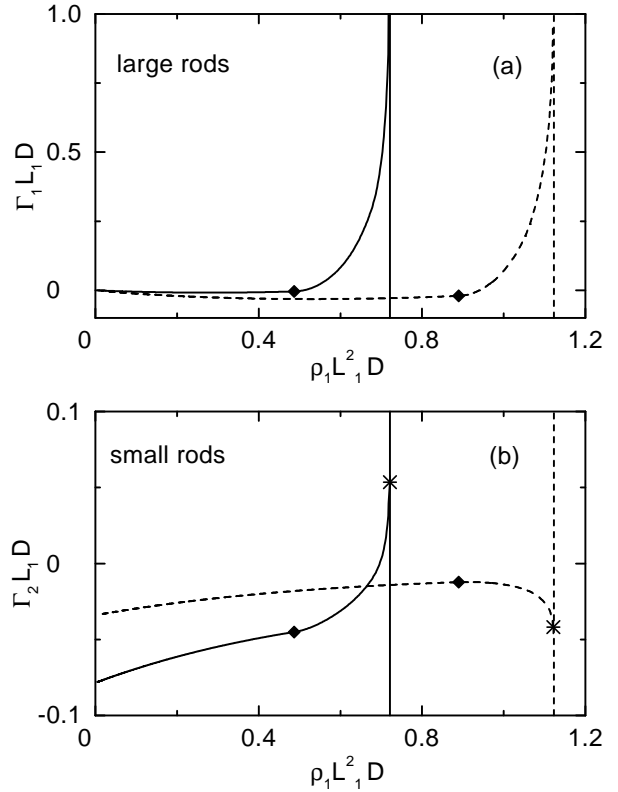 1.0
large rods
(a)
0.5
Γ₁L₁D
0
0
0.4
0.8
1.2
ρ₁L²₁D
0.1
small rods
(b)
0
Γ₂L₁D
-0.1
0
0.4
0.8
1.2
ρ₁L²₁D